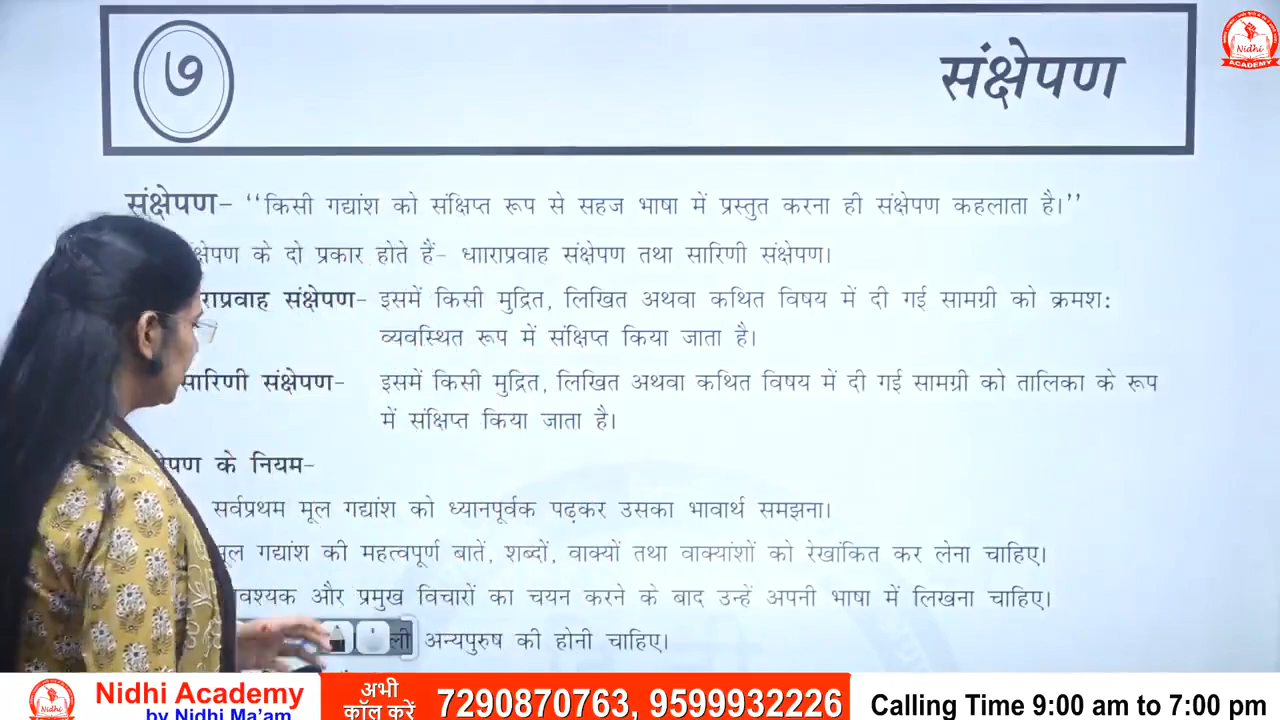 ७
संक्षेपण
Nidhi
ACADEMY
संक्षेपण– ‘‘किसी गद्यांश को संक्षिप्त रूप से सहज भाषा में प्रस्तुत करना ही संक्षेपण कहलाता है।’’
क्षेपण के दो प्रकार होते हैं– धााराप्रवाह संक्षेपण तथा सारिणी संक्षेपण।
राप्रवाह संक्षेपण– इसमें किसी मुद्रित, लिखित अथवा कथित विषय में दी गई सामग्री को क्रमश:
व्यवस्थित रूप में संक्षिप्त किया जाता है।
सारिणी संक्षेपण– इसमें किसी मुद्रित, लिखित अथवा कथित विषय में दी गई सामग्री को तालिका के रूप
में संक्षिप्त किया जाता है।
पण के नियम–
सर्वप्रथम मूल गद्यांश को ध्यानपूर्वक पढ़कर उसका भावार्थ समझना।
मूल गद्यांश की महत्वपूर्ण बातें, शब्दों, वाक्यों तथा वाक्यांशों को रेखांकित कर लेना चाहिए।
वश्यक और प्रमुख विचारों का चयन करने के बाद उन्हें अपनी भाषा में लिखना चाहिए।
ली अन्यपुरुष की होनी चाहिए।
Nidhi Academy
by Nidhi Ma'am
अभी
कॉल करें
7290870763, 9599932226
Calling Time 9:00 am to 7:00 pm